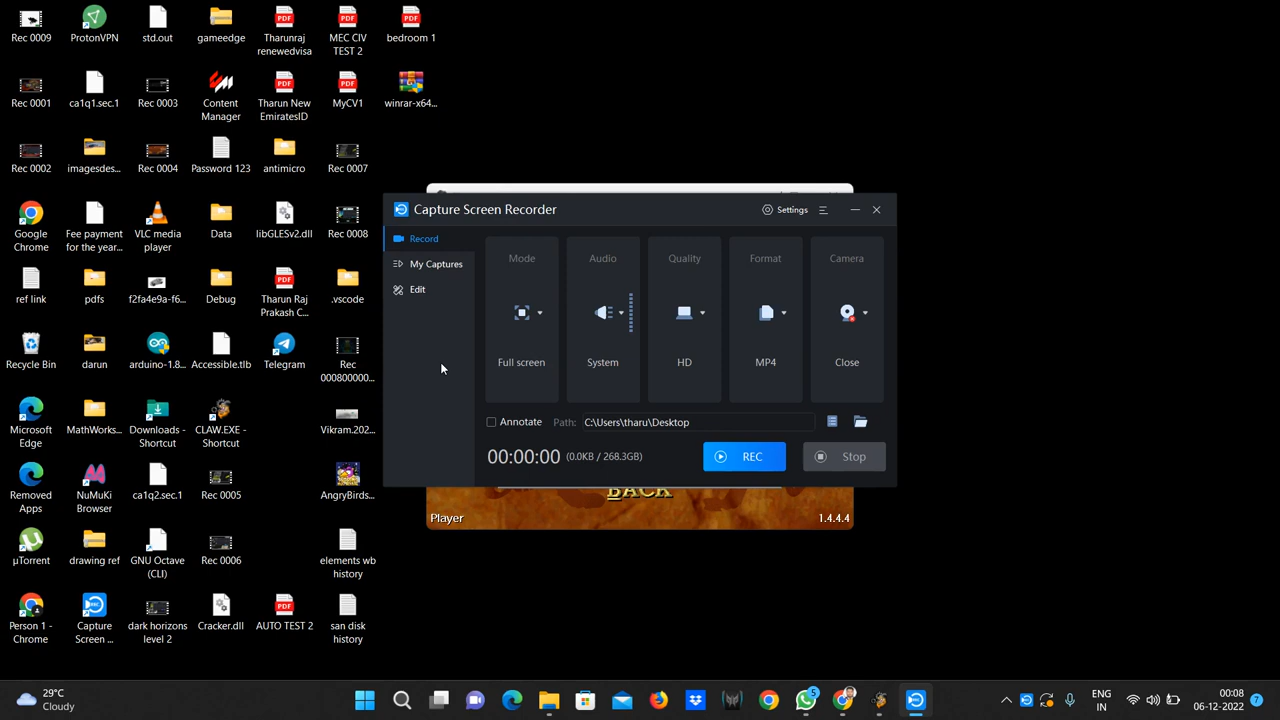 Rec 0009
ProtonVPN
std.out
gameedge
Tharunraj
renewedvisa
MEC CIV
TEST 2
bedroom 1
Rec 0001
ca1q1.sec.1
Rec 0003
Content
Manager
Tharun New
EmiratesID
MyCV1
winrar-x64...
Rec 0002
imagesdes...
Rec 0004
Password 123
antimicro
Rec 0007
Google
Chrome
Fee payment
for the year...
VLC media
player
Data
libGLESv2.dll
Rec 0008
ref link
pdfs
f2fa4e9a-f6...
Debug
Tharun Raj
Prakash C...
.vscode
Recycle Bin
darun
arduino-1.8...
Accessible.tlb
Telegram
Rec
000800000...
Microsoft
Edge
MathWorks...
Downloads -
Shortcut
CLAW.EXE -
Shortcut
Vikram.202...
Removed
Apps
NuMuKi
Browser
ca1q2.sec.1
Rec 0005
AngryBirds...
µTorrent
drawing ref
GNU Octave
(CLI)
Rec 0006
elements wb
history
Person 1 -
Chrome
Capture
Screen ...
dark horizons
level 2
Cracker.dll
AUTO TEST 2
san disk
history
Capture Screen Recorder
Settings
Record
My Captures
Edit
Mode
Audio
Quality
Format
Camera
Full screen
System
HD
MP4
Close
Annotate
Path: C:\Users\tharu\Desktop
00:00:00 (0.0KB / 268.3GB)
REC
Stop
BACK
Player
1.4.4.4
29°C
Cloudy
5
ENG
IN
00:08
06-12-2022
7